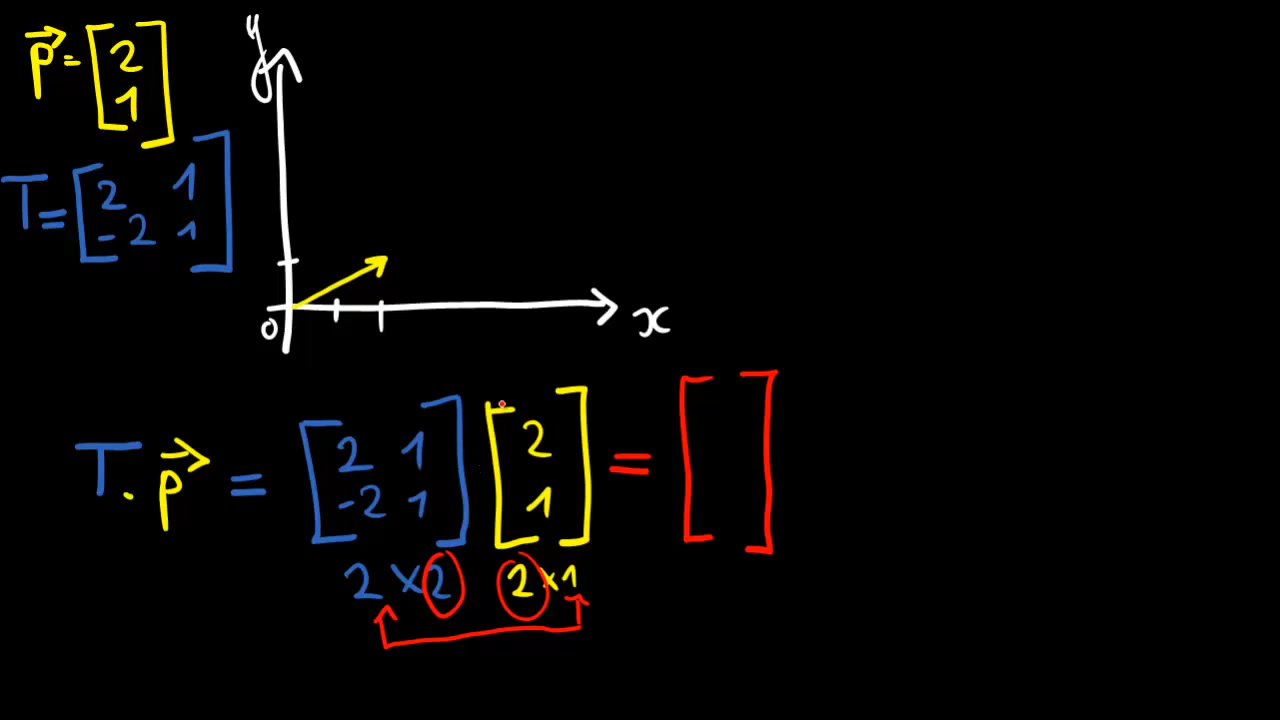 p = [2
1]
T = [2 1
-2 1]
y
0
x
T . p = [2 1
-2 1] [2
1] = [ ]
2 × 2 2 × 1